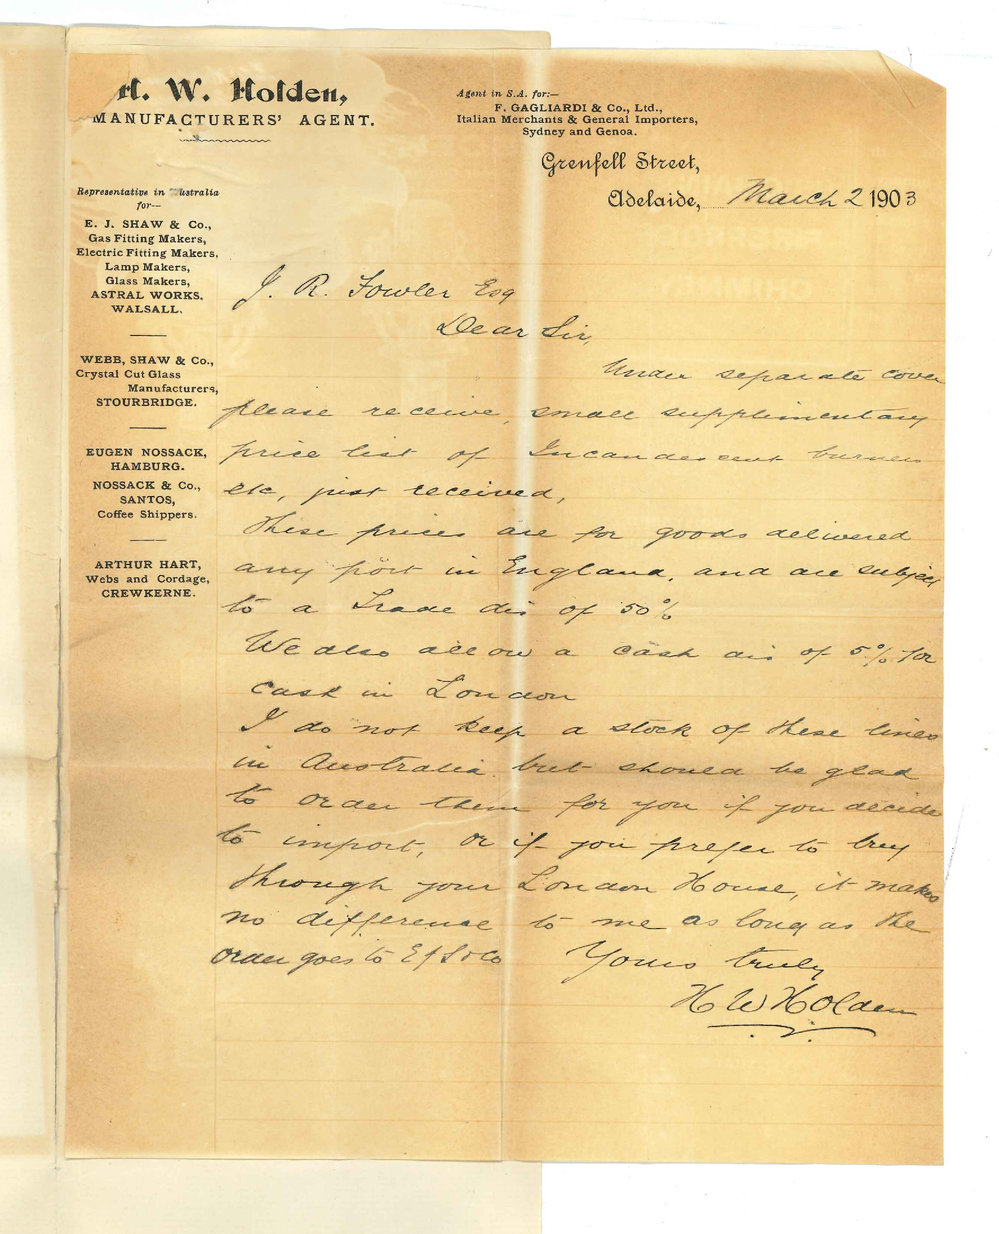 H. W. Holden,
MANUFACTURERS' AGENT.
Agent in S.A. for:—
F. GAGLIARDI & Co., Ltd.,
Italian Merchants & General Importers,
Sydney and Genoa.
Grenfell Street,
Adelaide, March 2 1903
Representative in Australia
for—
E. J. SHAW & Co.,
Gas Fitting Makers,
Electric Fitting Makers,
Lamp Makers,
Glass Makers,
ASTRAL WORKS.
WALSALL.
WEBB, SHAW & Co.,
Crystal Cut Glass
Manufacturers,
STOURBRIDGE.
EUGEN NOSSACK,
HAMBURG.
NOSSACK & Co.,
SANTOS,
Coffee Shippers.
ARTHUR HART,
Webs and Cordage,
CREWKERNE.
J. R. Fowler Esq
Dear Sir,
Under separate cover
please receive, small supplimentary
price list of Incandescent burners
etc, just received,
These prices are for goods delivered
any port in England, and are subject
to a Trade dis of 50%
We also allow a cash dis of 5% for
cash in London
I do not keep a stock of these lines
in Australia but should be glad
to order them for you if you decide
to import, or if you prefer to buy
through your London House, it makes
no difference to me as long as the
order goes to EJS&Co
Yours truly
H W Holden